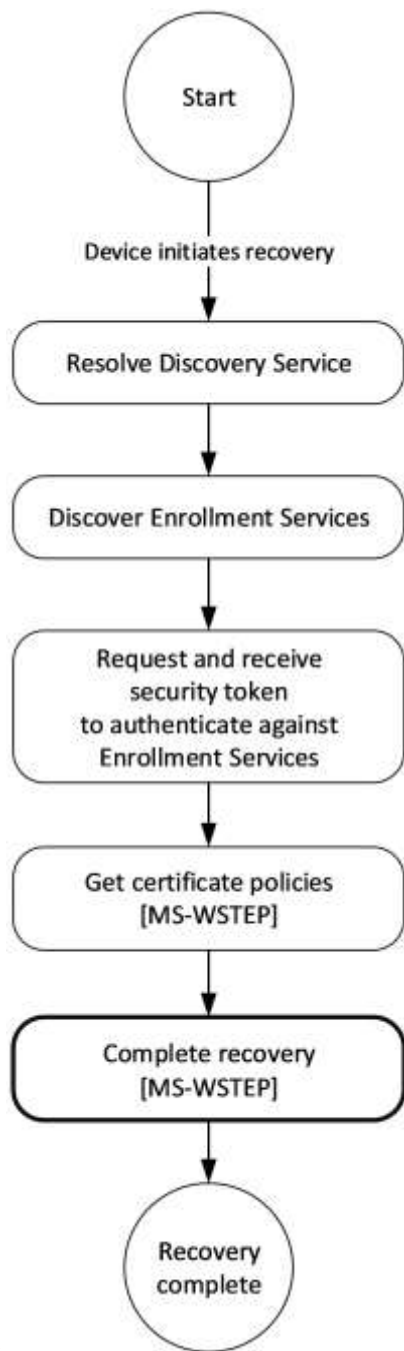 Start
Device initiates recovery
Resolve Discovery Service
Discover Enrollment Services
Request and receive
security token
to authenticate against
Enrollment Services
Get certificate policies
[MS-WSTEP]
Complete recovery
[MS-WSTEP]
Recovery
complete